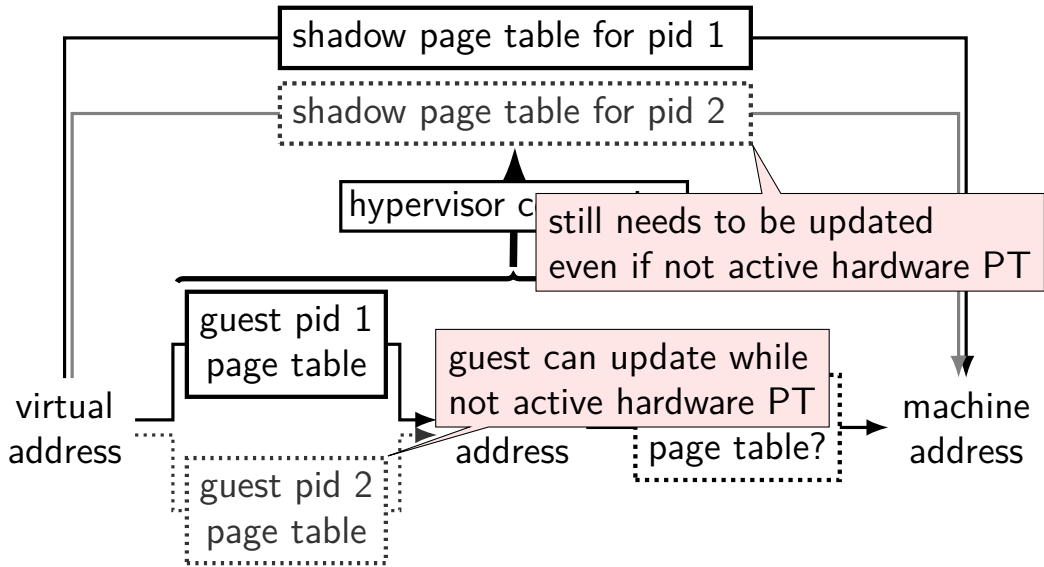 shadow page table for pid 1
shadow page table for pid 2
hypervisor
still needs to be updated
even if not active hardware PT
guest pid 1
page table
guest can update while
not active hardware PT
virtual
address
address
page table?
machine
address
guest pid 2
page table